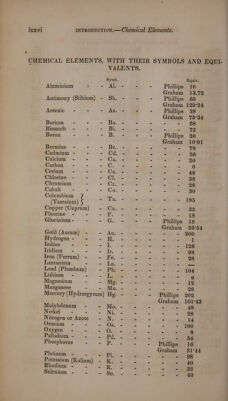 lxxvi INTRODUCTION.—Chemical Elements.
CHEMICAL ELEMENTS, WITH THEIR SYMBOLS AND EQUI-
VALENTS.
Symb. Equiv.
Aluminium - - Al. - - - Phillips 10
Graham 13.72
Antimony (Stibium) - Sb. - - - Phillips 65
Graham 129.24
Arsenic - - As. - - - Phillips 38
Graham 75.34
Barium - - Ba. - - - 68
Bismuth - - Bi. - - - 72
Boron - - B. - - - Phillips 20
Graham 10.91
Bromine - - Br. - - - 78
Cadmium - - Cd. - - - 56
Calcium - - Ca. - - - 20
Carbon - - C. - - - 6
Cerium - - Ce. - - - 48
Chlorine - - Cl. - - - 36
Chromium - - Cr. - - - 28
Cobalt - - Co. - - - 30
Columbium }
(Tantalum) } - Ta. - - - 185
Copper (Cuprum) - Cu. - - - 32
Fluorine - - F. - - - 18
Glucinium - - G. - - - Phillips 18
Graham 26.54
Gold (Aurum) - Au. - - - 200
Hydrogen - - H. - - - 1
Iodine - - I. - - - 126
Iridium - - Ir. - - - 98
Iron (Ferrum) - Fe. - - - 28
Lantanium - - Ln. - - - —
Lead (Plumbum) - Pb. - - - 104
Lithium - - L. - - - 6
Magnesium - - Mg. - - - 12
Manganese - - Mn. - - - 28
Mercury (Hydrargyrum) Hg. - - - Phillips 202
Graham 101.43
Molybdenum - - Mo. - - - 48
Nickel - - Ni. - - - 28
Nitrogen or Azote - N. - - - 14
Osmium - - Os. - - - 100
Oxygen - - O. - - - 8
Palladium - - Pd. - - - 54
Phosphorus - - P. - - - Phillips 16
Graham 31.44
Platinum - - Pt. - - - 98
Potassium (Kalium) - K. - - - 40
Rhodium - - R. - - - 52
Selenium - - Se. - - - 40